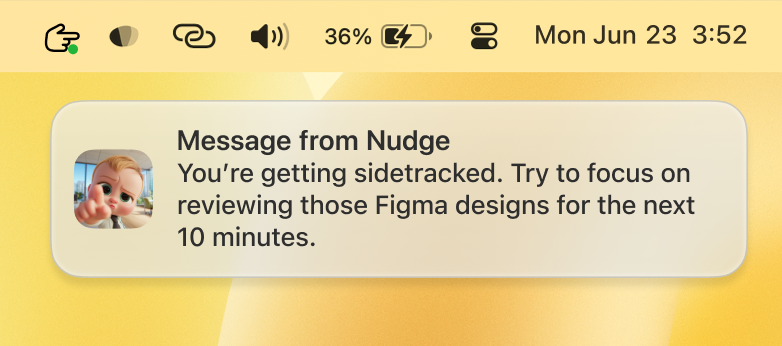 36%
Mon Jun 23 3:52
Message from Nudge
You’re getting sidetracked. Try to focus on
reviewing those Figma designs for the next
10 minutes.